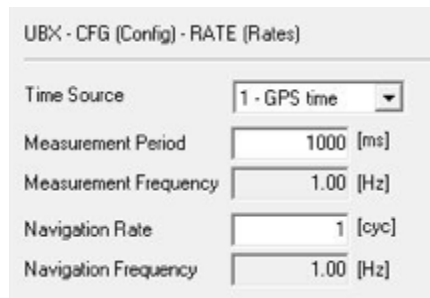 UBX - CFG (Config) - RATE (Rates)
Time Source 1 - GPS time
Measurement Period 1000 [ms]
Measurement Frequency 1.00 [Hz]
Navigation Rate 1 [cyc]
Navigation Frequency 1.00 [Hz]